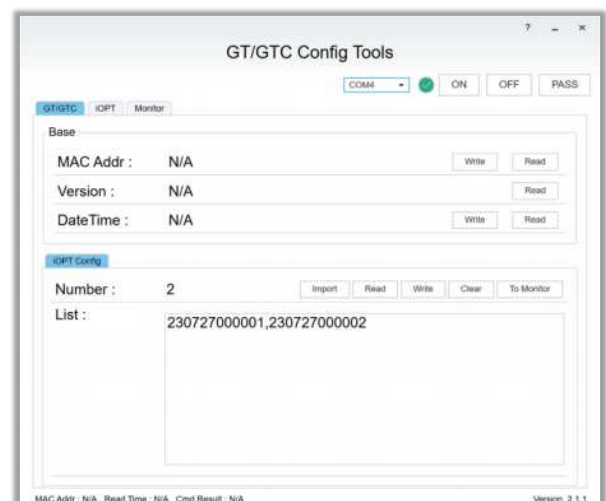 ? – ×
GT/GTC Config Tools
COM4 ON OFF PASS
GT/GTC iOPT Monitor
Base
MAC Addr : N/A Write Read
Version : N/A Read
DateTime : N/A Write Read
iOPT Config
Number : 2 Import Read Write Clear To Monitor
List :
230727000001,230727000002
MAC Addr : N/A Read Time : N/A Cmd Result : N/A Version 2.1.1